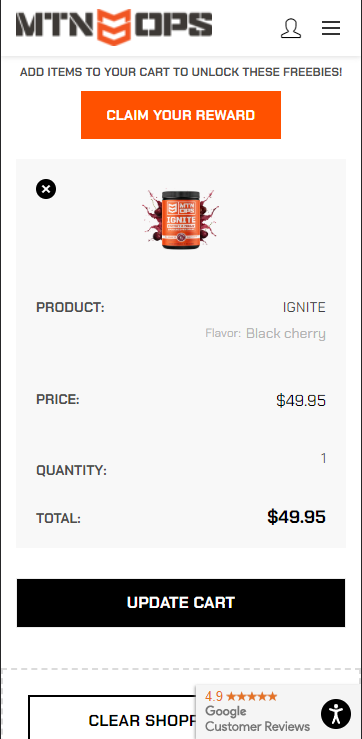 MTN OPS
ADD ITEMS TO YOUR CART TO UNLOCK THESE FREEBIES!
CLAIM YOUR REWARD
MTN
OPS
IGNITE
PRODUCT: IGNITE
Flavor: Black cherry
PRICE: $49.95
QUANTITY: 1
TOTAL: $49.95
UPDATE CART
CLEAR SHOPP
4.9 ★★★★★
Google
Customer Reviews